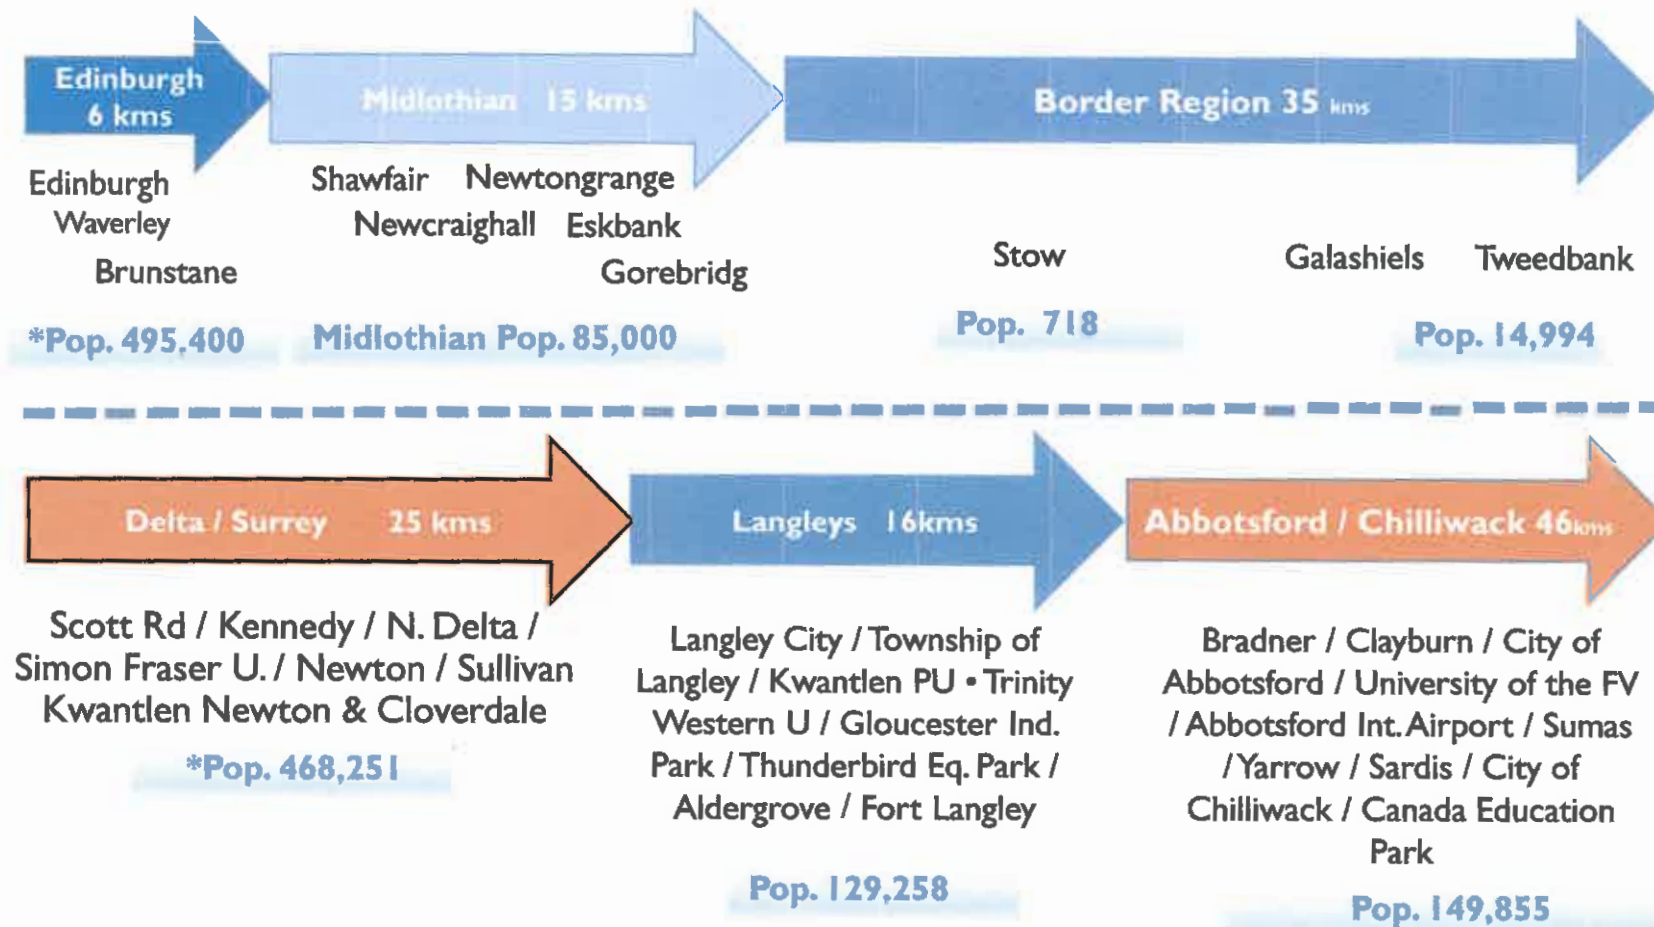 Edinburgh
6 kms
Midlothian 15 kms
Border Region 35 kms
Edinburgh
Waverley
Brunstane
Shawfair Newtongrange
Newcraighall Eskbank
Gorebridg
Stow
Galashiels Tweedbank
*Pop. 495.400
Midlothian Pop. 85,000
Pop. 718
Pop. 14,994
Delta / Surrey 25 kms
Langleys 16kms
Abbotsford / Chilliwack 46kms
Scott Rd / Kennedy / N. Delta /
Simon Fraser U. / Newton / Sullivan
Kwantlen Newton & Cloverdale
*Pop. 468,251
Langley City / Township of
Langley / Kwantlen PU • Trinity
Western U / Gloucester Ind.
Park / Thunderbird Eq. Park /
Aldergrove / Fort Langley
Pop. 129,258
Bradner / Clayburn / City of
Abbotsford / University of the FV
/ Abbotsford Int. Airport / Sumas
/ Yarrow / Sardis / City of
Chilliwack / Canada Education
Park
Pop. 149,855